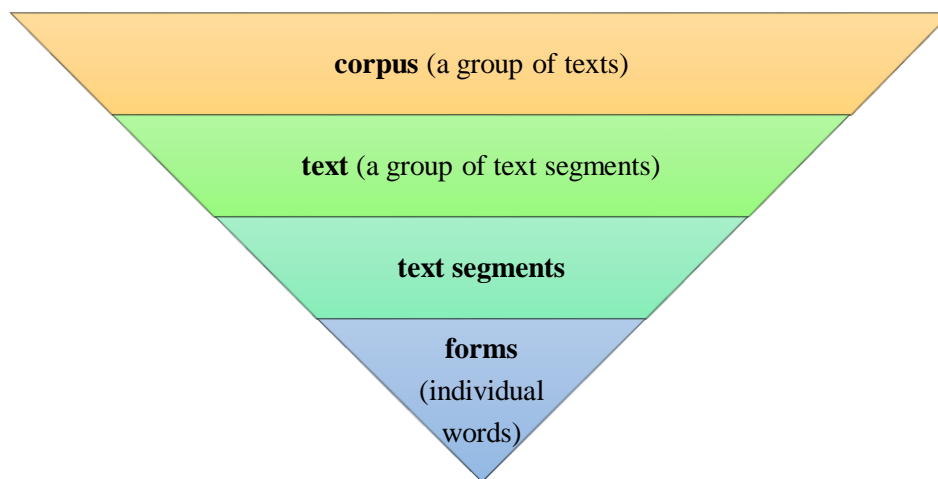 corpus (a group of texts)
text (a group of text segments)
text segments
forms
(individual
words)